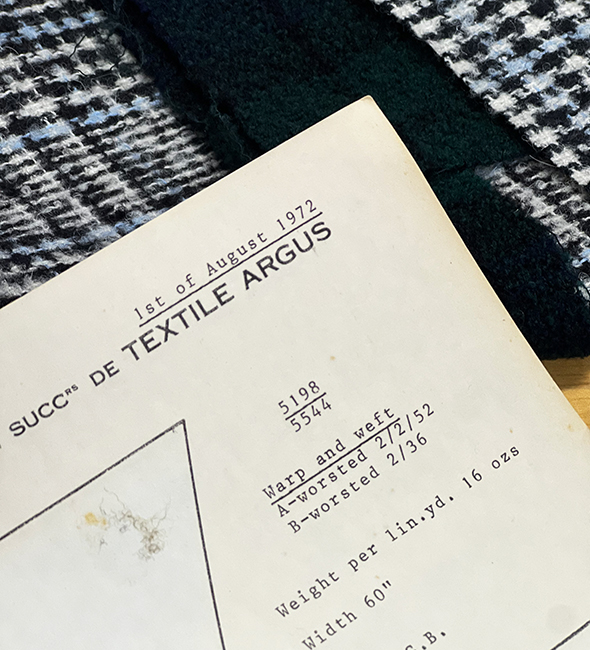 1st of August 1972
SUCCRS DE TEXTILE ARGUS
5198
5544
Warp and weft
A-worsted 2/2/52
B-worsted 2/36
Weight per lin.yd. 16 ozs
Width 60"
.B.